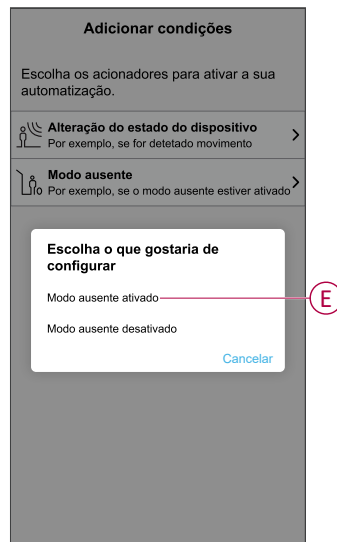 Adicionar condições
Escolha os acionadores para ativar a sua
automatização.
Alteração do estado do dispositivo
Por exemplo, se for detetado movimento
Modo ausente
Por exemplo, se o modo ausente estiver ativado
Escolha o que gostaria de
configurar
Modo ausente ativado
E
Modo ausente desativado
Cancelar